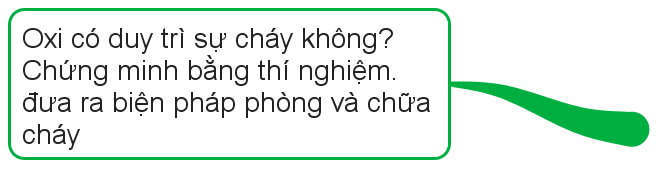 Oxi có duy trì sự cháy không?
Chứng minh bằng thí nghiệm.
đưa ra biện pháp phòng và chữa
cháy